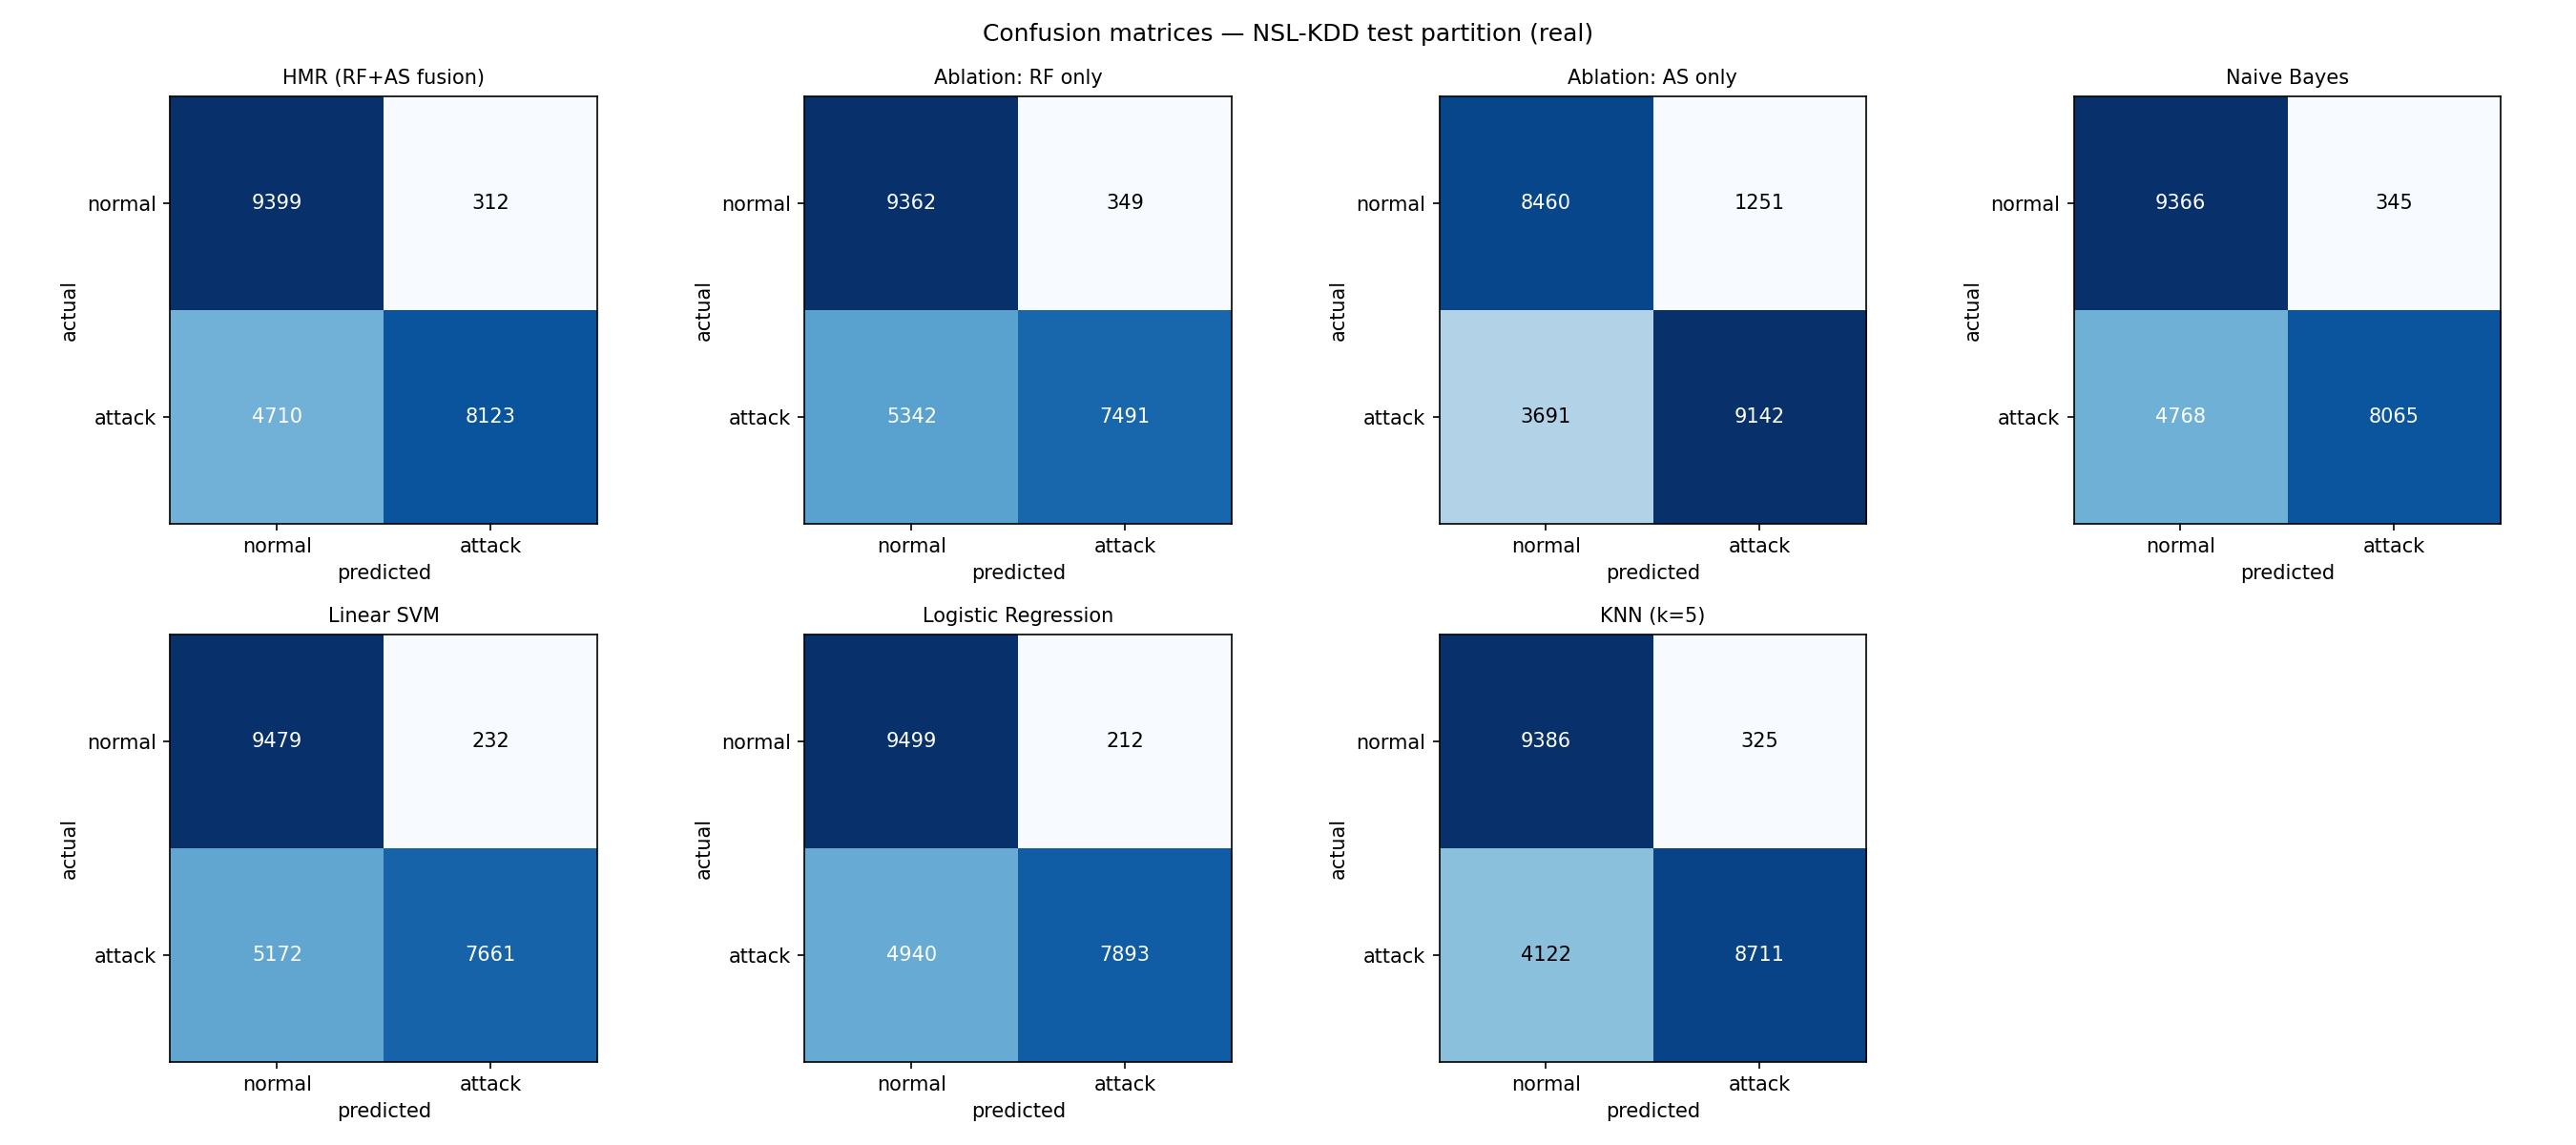 Confusion matrices — NSL-KDD test partition (real)
HMR (RF+AS fusion)
normal
attack
actual
9399
312
4710
8123
normal
attack
predicted
Ablation: RF only
normal
attack
actual
9362
349
5342
7491
normal
attack
predicted
Ablation: AS only
normal
attack
actual
8460
1251
3691
9142
normal
attack
predicted
Naive Bayes
normal
attack
actual
9366
345
4768
8065
normal
attack
predicted
Linear SVM
normal
attack
actual
9479
232
5172
7661
normal
attack
predicted
Logistic Regression
normal
attack
actual
9499
212
4940
7893
normal
attack
predicted
KNN (k=5)
normal
attack
actual
9386
325
4122
8711
normal
attack
predicted